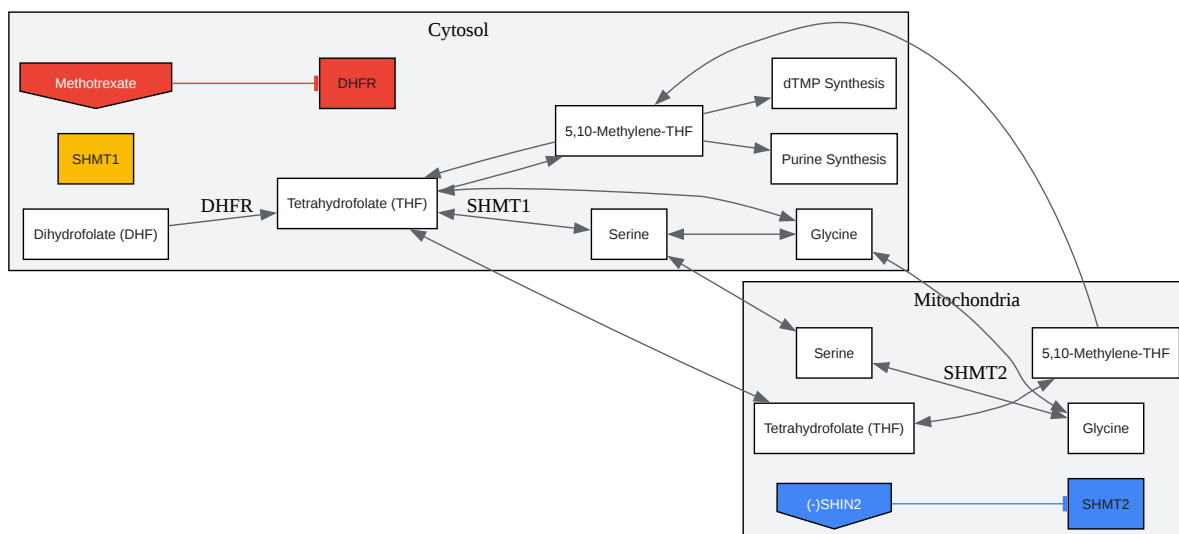 Cytosol
Methotrexate
DHFR
dTMP Synthesis
5,10-Methylene-THF
SHMT1
Purine Synthesis
Tetrahydrofolate (THF)
DHFR
SHMT1
Dihydrofolate (DHF)
Serine
Glycine
Mitochondria
Serine
5,10-Methylene-THF
SHMT2
Tetrahydrofolate (THF)
Glycine
(-)SHIN2
SHMT2